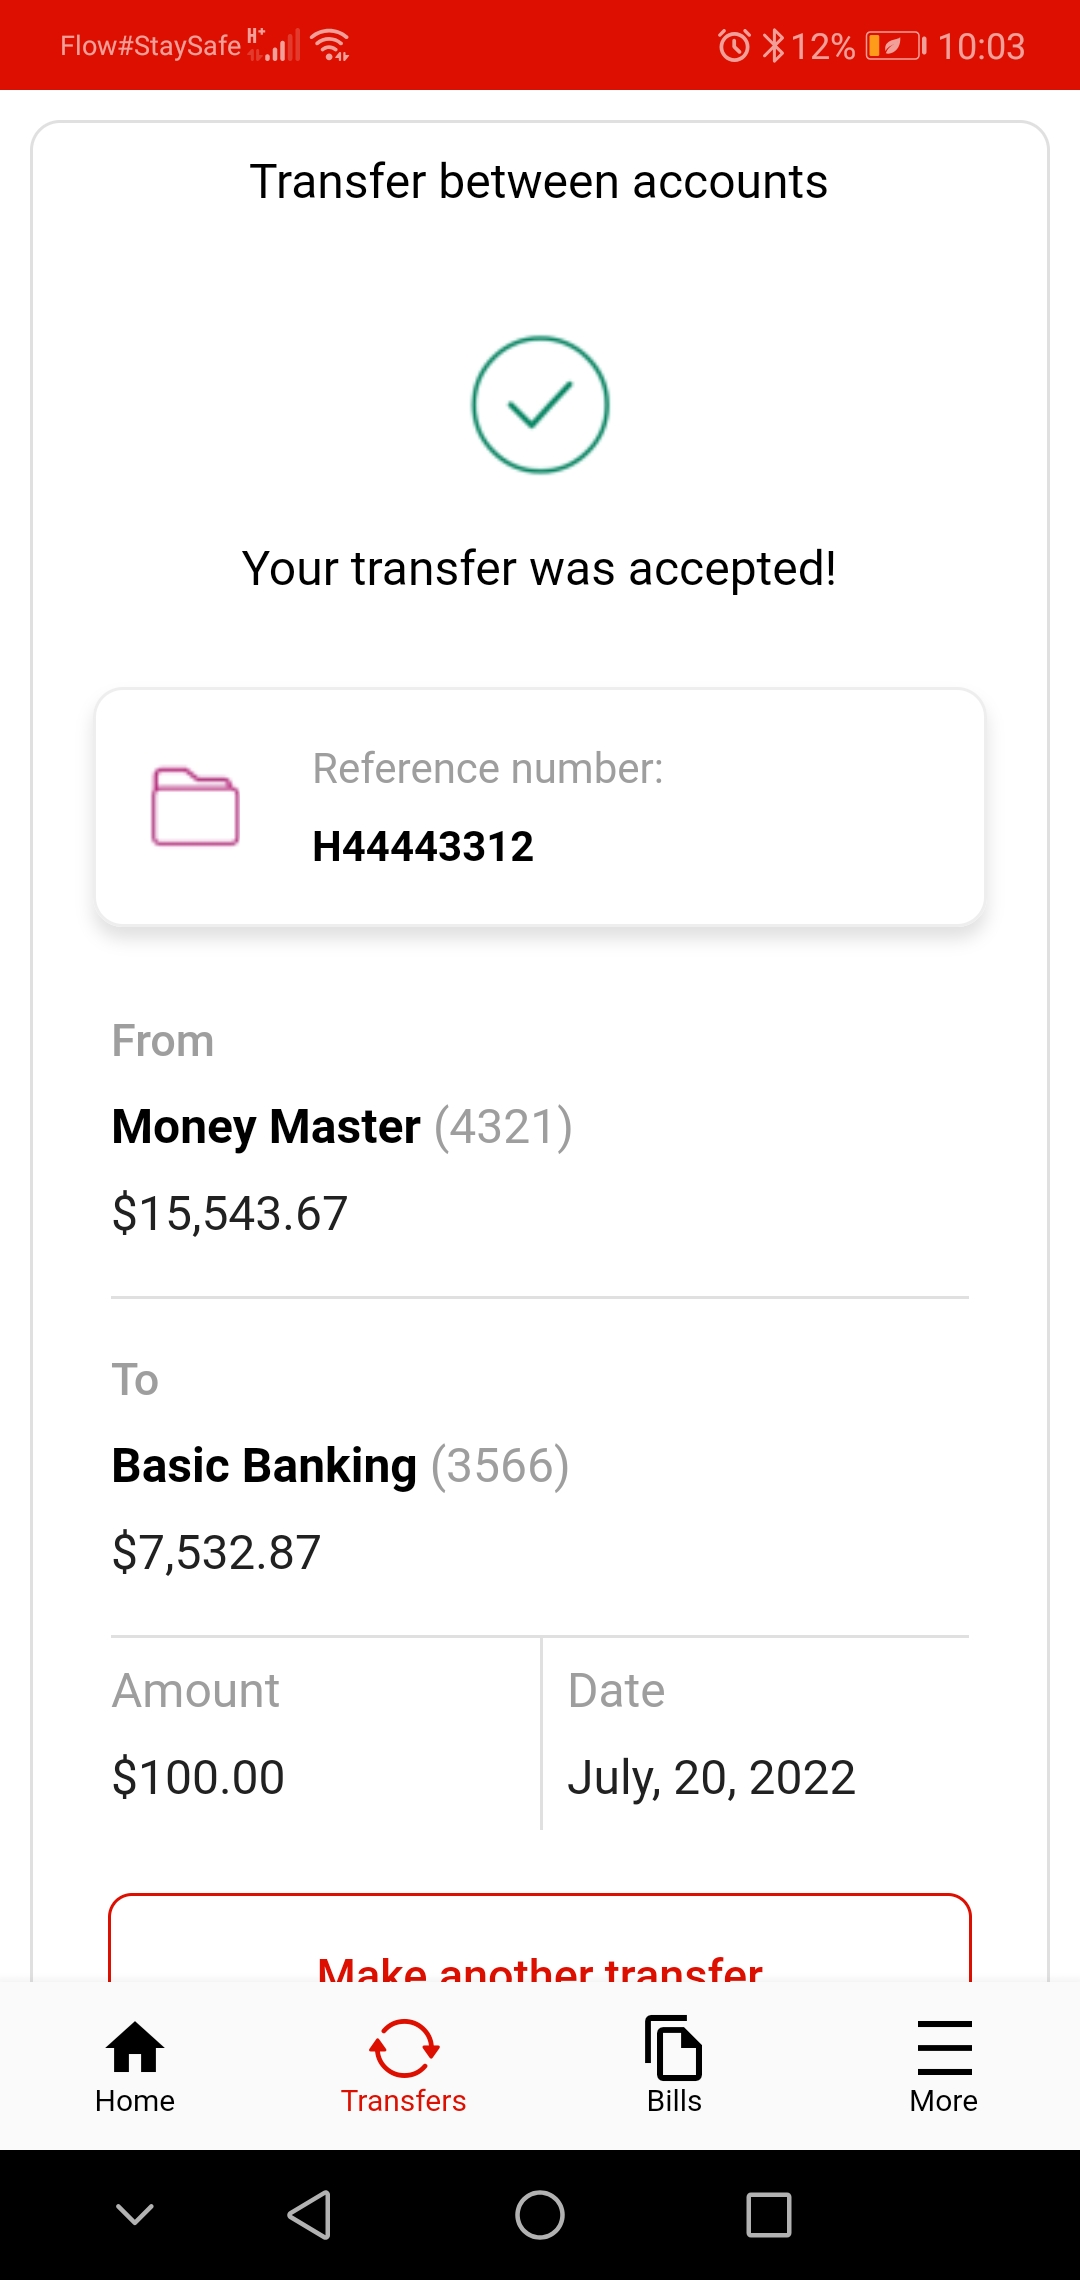 Flow#StaySafe H+ 12% 10:03
Transfer between accounts
Your transfer was accepted!
Reference number:
H44443312
From
Money Master (4321)
$15,543.67
To
Basic Banking (3566)
$7,532.87
Amount Date
$100.00 July, 20, 2022
Make another transfer
Home Transfers Bills More